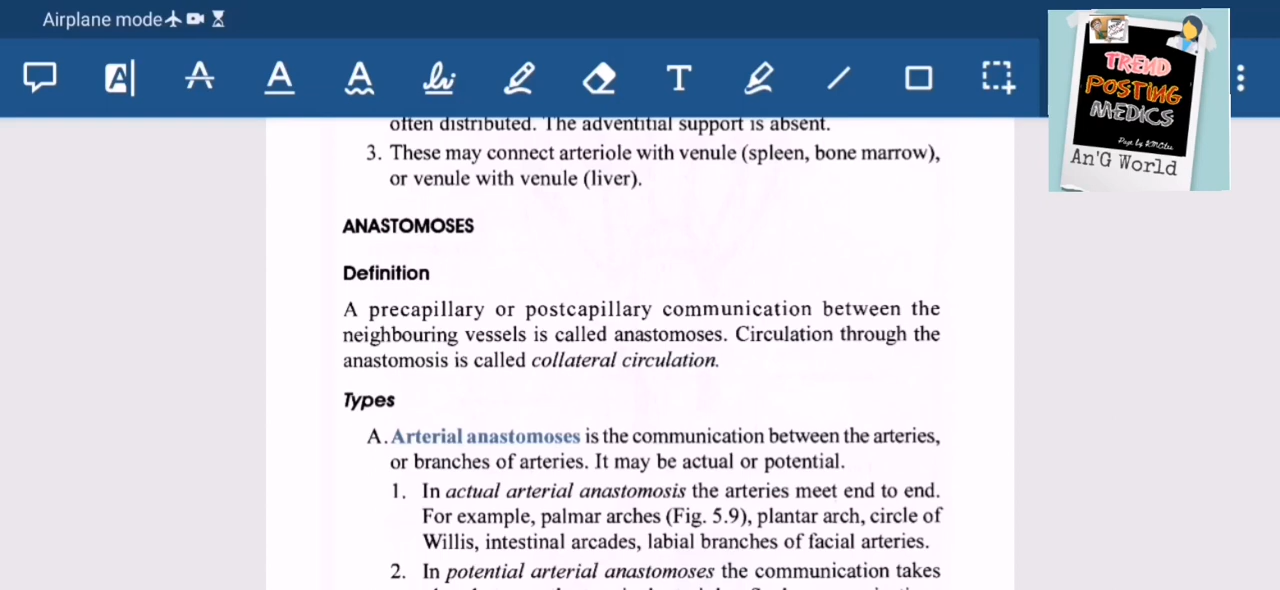 Airplane mode
TREND
POSTING
MEDICS
Page by
An'G World
often distributed. The adventitial support is absent.
3. These may connect arteriole with venule (spleen, bone marrow),
or venule with venule (liver).
ANASTOMOSES
Definition
A precapillary or postcapillary communication between the
neighbouring vessels is called anastomoses. Circulation through the
anastomosis is called collateral circulation.
Types
A. Arterial anastomoses is the communication between the arteries,
or branches of arteries. It may be actual or potential.
1. In actual arterial anastomosis the arteries meet end to end.
For example, palmar arches (Fig. 5.9), plantar arch, circle of
Willis, intestinal arcades, labial branches of facial arteries.
2. In potential arterial anastomoses the communication takes